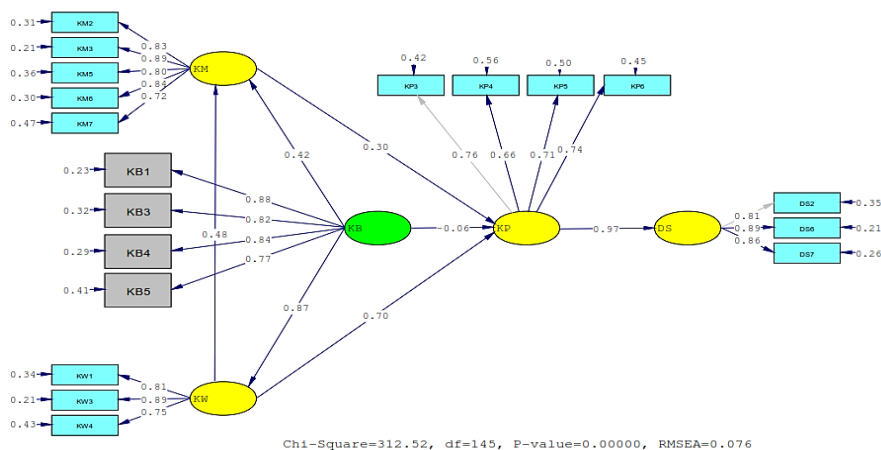 0.31 KM2
0.21 KM3
0.36 KM5
0.30 KM6
0.47 KM7
0.83
0.89
0.80
0.84
0.72
KM
0.42 0.56 0.50 0.45
KP3 KP4 KP5 KP6
0.76 0.66 0.71 0.74
0.42
0.30
0.23 KB1
0.32 KB3
0.29 KB4
0.41 KB5
0.88
0.82
0.84
0.77
0.48
KB
-0.06
KP
0.97
DS
0.81
0.89
0.86
DS2 0.35
DS6 0.21
DS7 0.26
0.87
0.70
0.34 KW1
0.21 KW3
0.43 KW4
0.81
0.89
0.75
KW
Chi-Square=312.52, df=145, P-value=0.00000, RMSEA=0.076